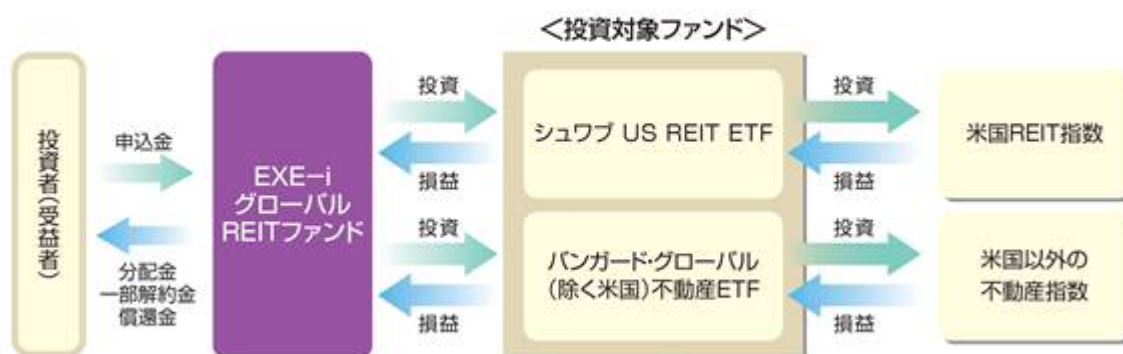 ＜投資対象ファンド＞
投資者(受益者)
申込金
分配金
一部解約金
償還金
EXE-i
グローバル
REITファンド
投資
損益
投資
損益
シュワブ US REIT ETF
バンガード・グローバル
(除く米国)不動産ETF
投資
損益
投資
損益
米国REIT指数
米国以外の
不動産指数